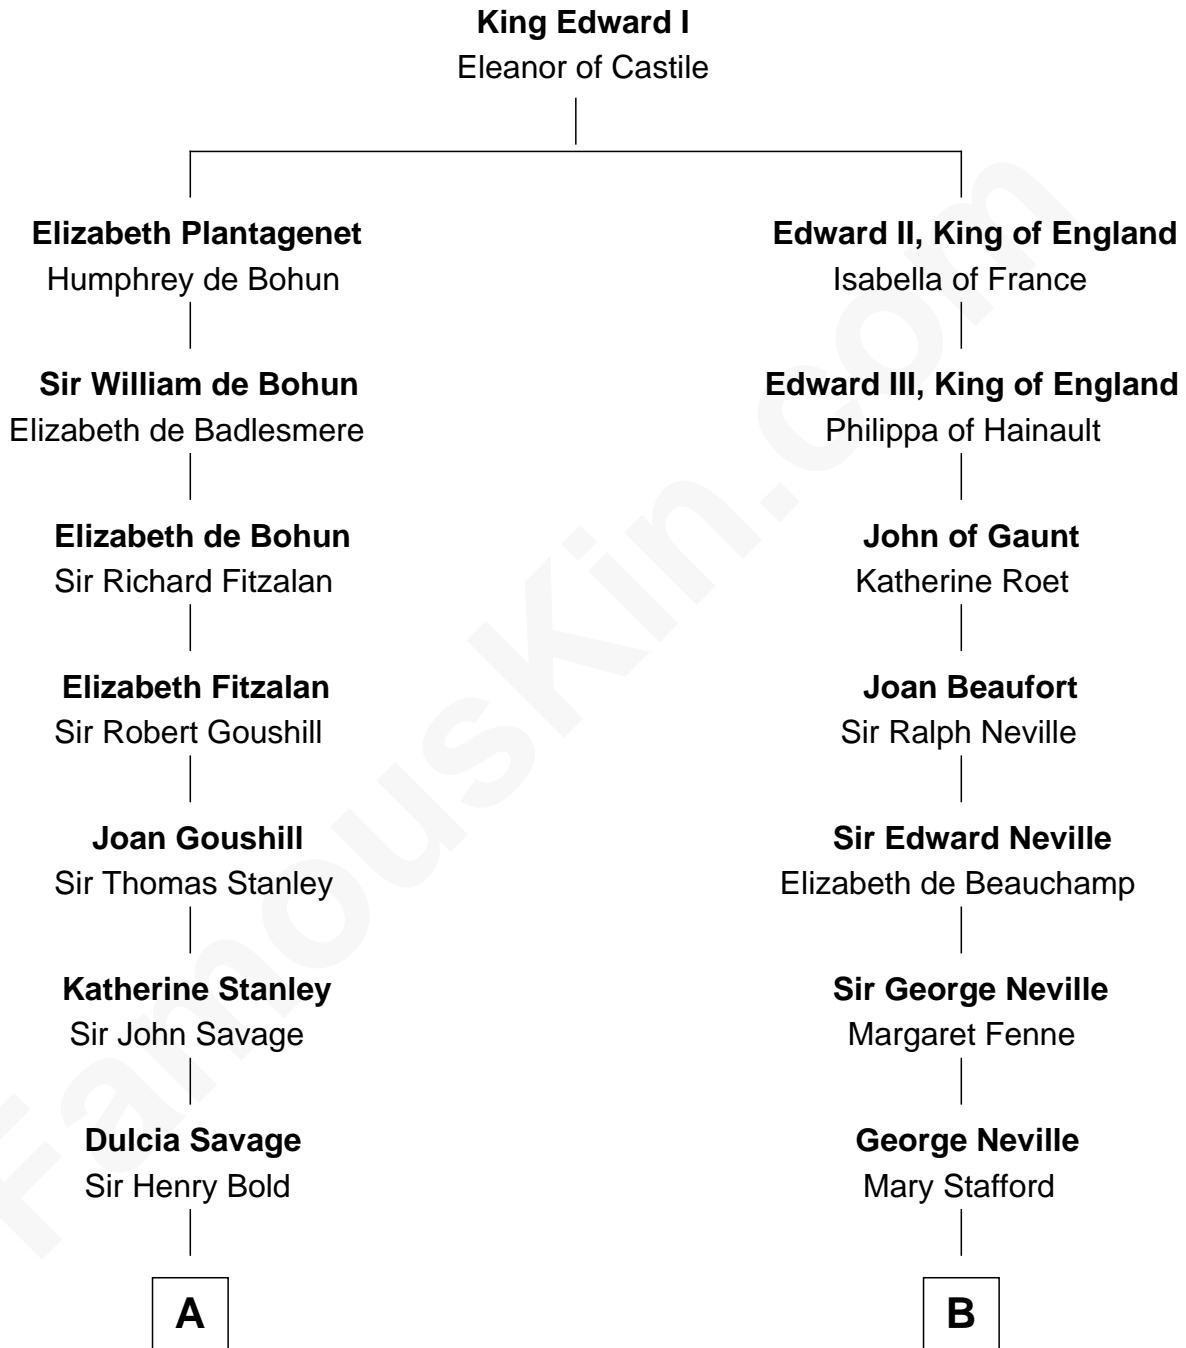 King Edward I
Eleanor of Castile
Elizabeth Plantagenet
Humphrey de Bohun
Edward II, King of England
Isabella of France
Sir William de Bohun
Elizabeth de Badlesmere
Edward III, King of England
Philippa of Hainault
Elizabeth de Bohun
Sir Richard Fitzalan
John of Gaunt
Katherine Roet
Elizabeth Fitzalan
Sir Robert Goushill
Joan Beaufort
Sir Ralph Neville
Joan Goushill
Sir Thomas Stanley
Sir Edward Neville
Elizabeth de Beauchamp
Katherine Stanley
Sir John Savage
Sir George Neville
Margaret Fenne
Dulcia Savage
Sir Henry Bold
George Neville
Mary Stafford
A
B
FamousKin.com